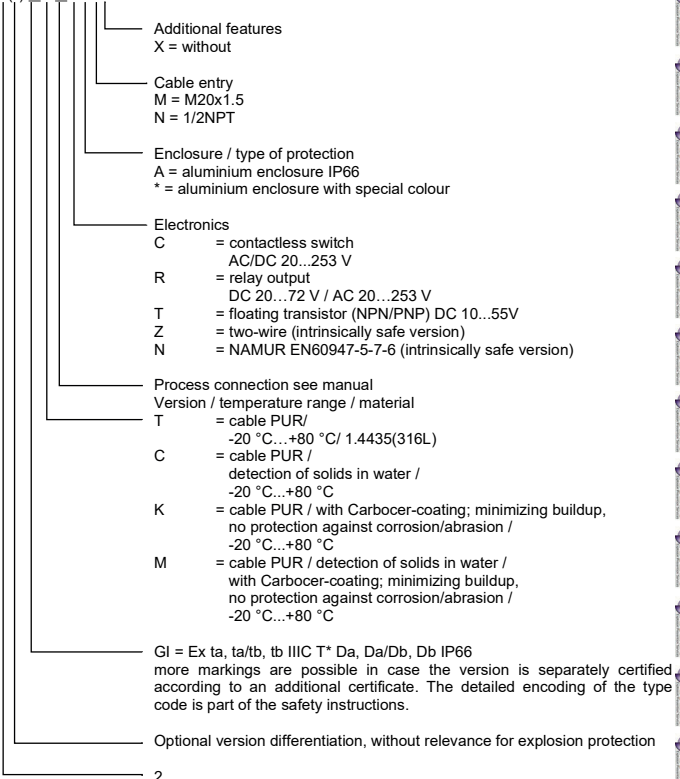 Additional features
X = without
Cable entry
M = M20x1.5
N = 1/2NPT
Enclosure / type of protection
A = aluminium enclosure IP66
* = aluminium enclosure with special colour
Electronics
C = contactless switch
AC/DC 20...253 V
R = relay output
DC 20…72 V / AC 20…253 V
T = floating transistor (NPN/PNP) DC 10...55V
Z = two-wire (intrinsically safe version)
N = NAMUR EN60947-5-7-6 (intrinsically safe version)
Process connection see manual
Version / temperature range / material
T = cable PUR/
-20 °C…+80 °C/ 1.4435(316L)
C = cable PUR /
detection of solids in water /
-20 °C...+80 °C
K = cable PUR / with Carbocer-coating; minimizing buildup,
no protection against corrosion/abrasion /
-20 °C...+80 °C
M = cable PUR / detection of solids in water /
with Carbocer-coating; minimizing buildup,
no protection against corrosion/abrasion /
-20 °C...+80 °C
GI = Ex ta, ta/tb, tb IIIC T* Da, Da/Db, Db IP66
more markings are possible in case the version is separately certified
according to an additional certificate. The detailed encoding of the type
code is part of the safety instructions.
Optional version differentiation, without relevance for explosion protection
2